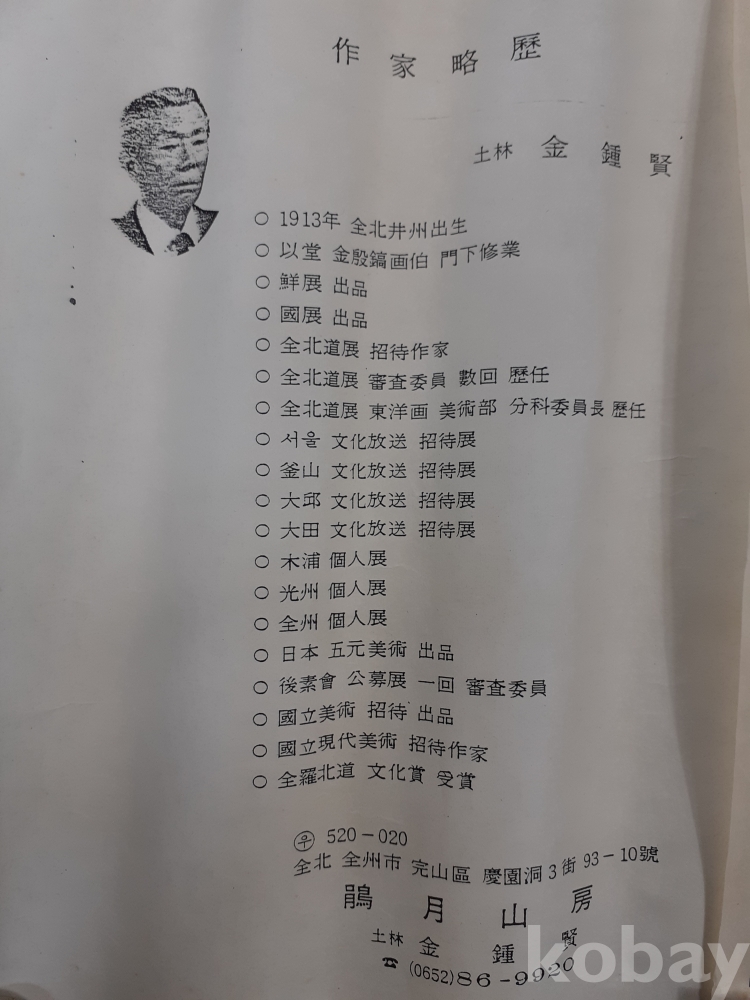 作家略歷
土林 金鍾賢
○ 1913年 全北井州出生
○ 以堂 金殷鎬画伯 門下修業
○ 鮮展 出品
○ 國展 出品
○ 全北道展 招待作家
○ 全北道展 審査委員 數回 歷任
○ 全北道展 東洋画 美術部 分科委員長 歷任
○ 서울 文化放送 招待展
○ 釜山 文化放送 招待展
○ 大邱 文化放送 招待展
○ 大田 文化放送 招待展
○ 木浦 個人展
○ 光州 個人展
○ 全州 個人展
○ 日本 五元美術 出品
○ 後素會 公募展 一回 審査委員
○ 國立美術 招待 出品
○ 國立現代美術 招待作家
○ 全羅北道 文化賞 受賞
㉾ 520-020
全北 全州市 完山區 慶園洞3街 93-10號
鵑月山房
土林 金鍾賢
☎ (0652)86-9920
kobay